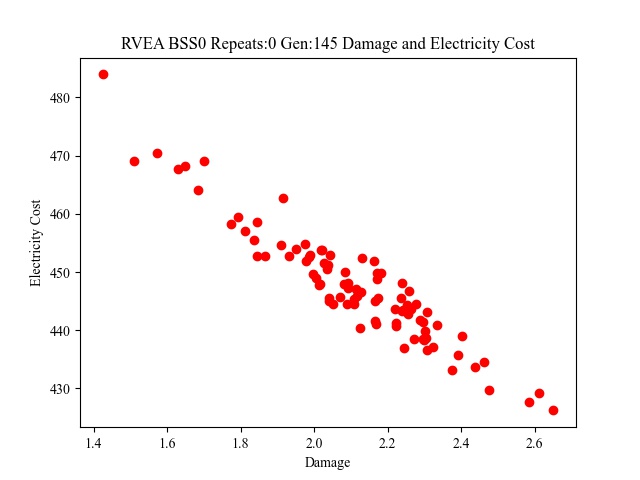 RVEA BSS0 Repeats:0 Gen:145 Damage and Electricity Cost
Electricity Cost
480
470
460
450
440
430
1.4 1.6 1.8 2.0 2.2 2.4 2.6
Damage